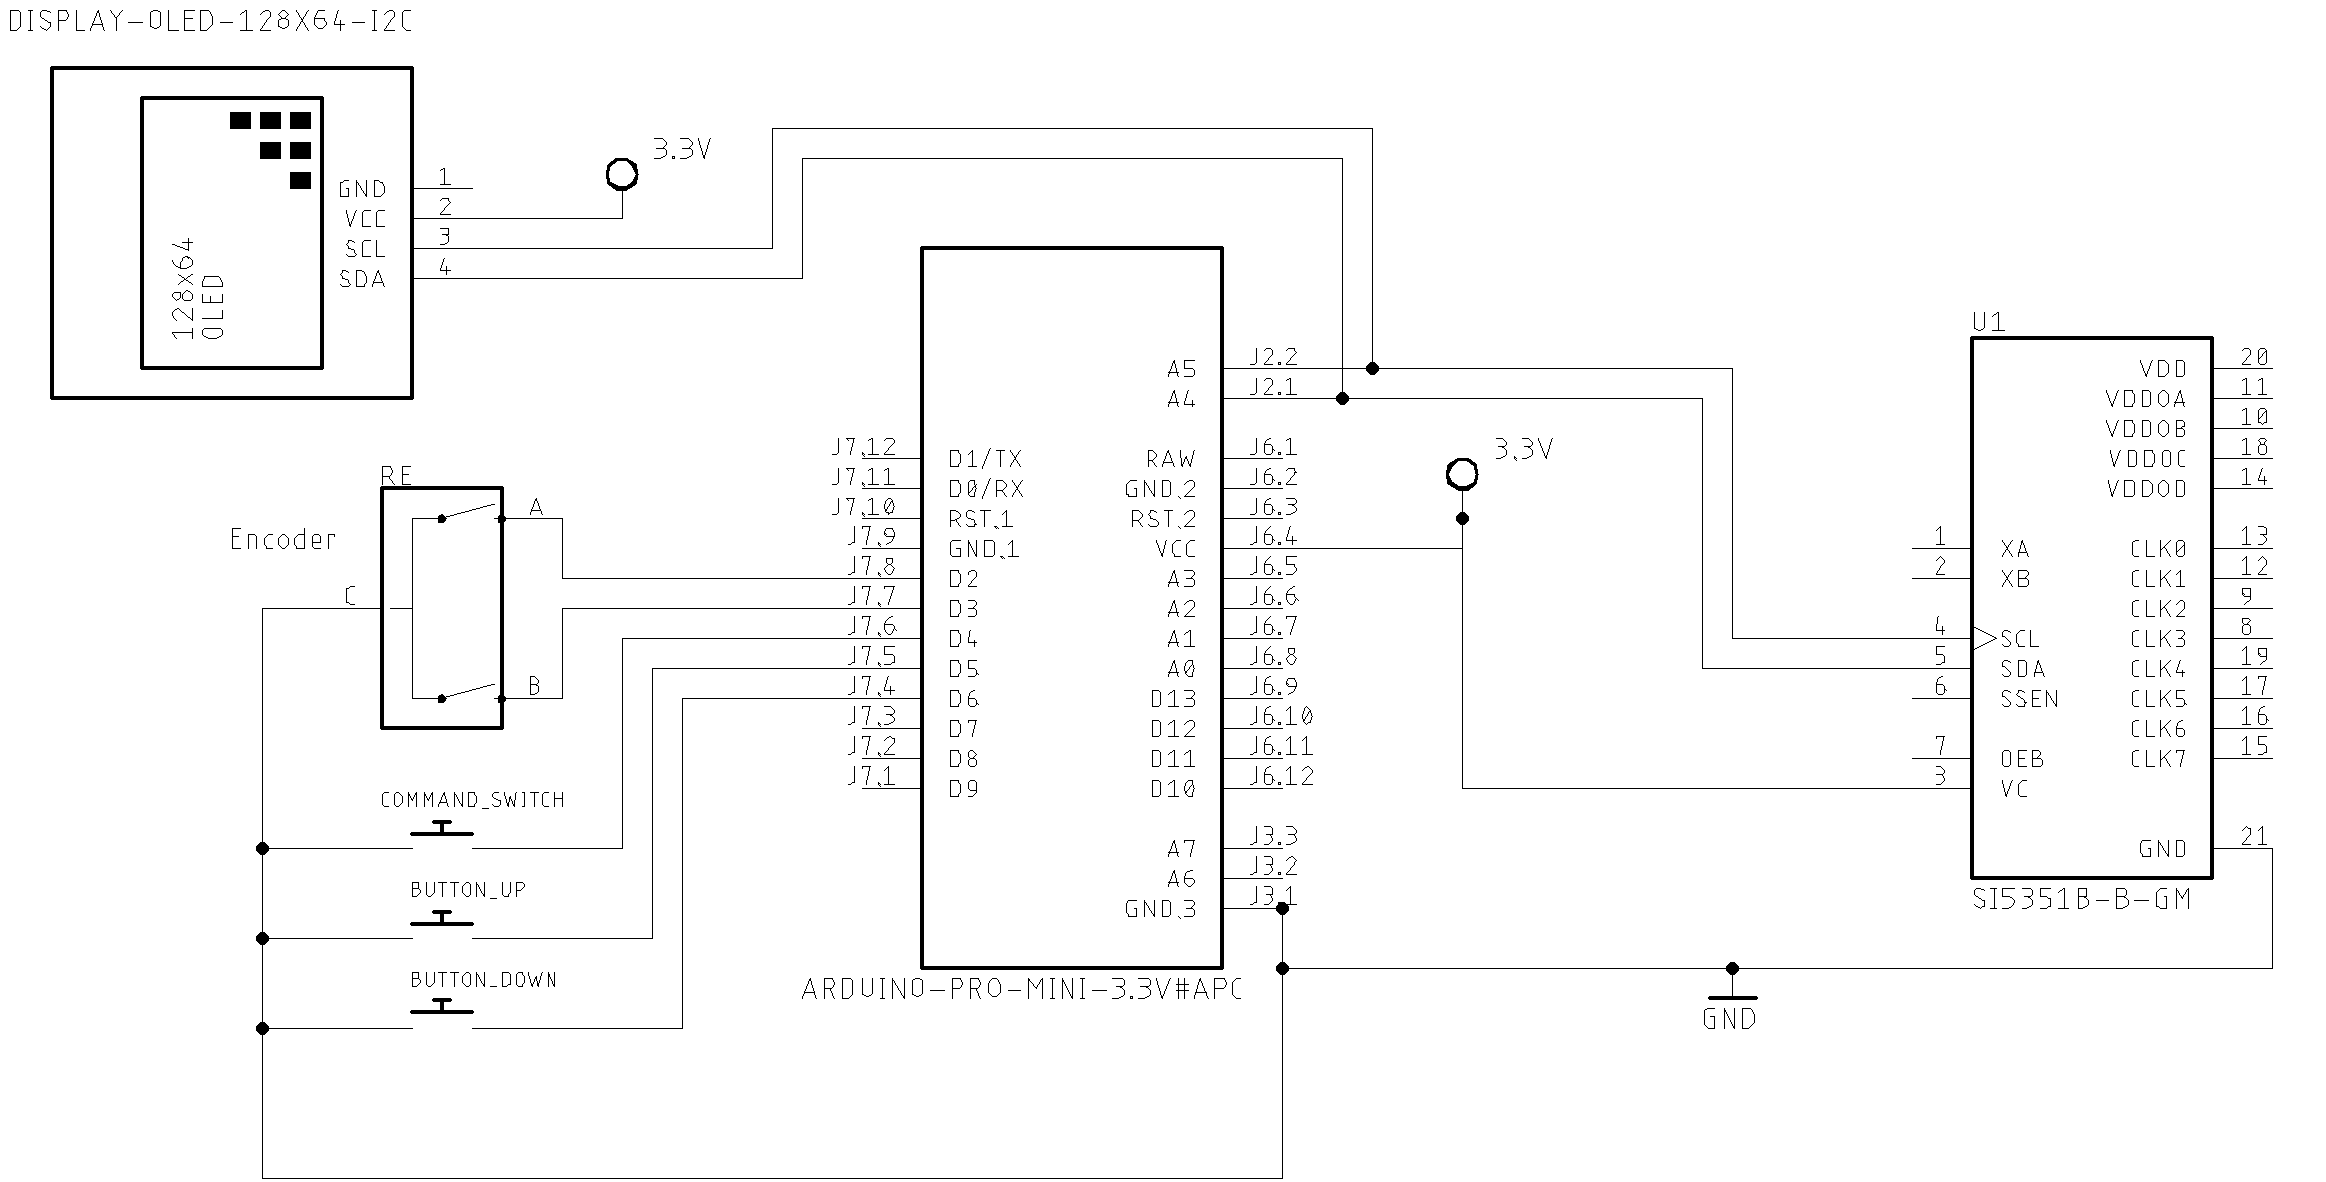 DISPLAY-OLED-128X64-I2C
128x64
OLED
GND 1
VCC 2
SCL 3
SDA 4
3.3V
RE
Encoder
A
C
B
COMMAND_SWITCH
BUTTON_UP
BUTTON_DOWN
J7.12 D1/TX
J7.11 D0/RX
J7.10 RST.1
J7.9 GND.1
J7.8 D2
J7.7 D3
J7.6 D4
J7.5 D5
J7.4 D6
J7.3 D7
J7.2 D8
J7.1 D9
A5 J2.2
A4 J2.1
RAW J6.1
GND.2 J6.2
RST.2 J6.3
VCC J6.4
A3 J6.5
A2 J6.6
A1 J6.7
A0 J6.8
D13 J6.9
D12 J6.10
D11 J6.11
D10 J6.12
A7 J3.3
A6 J3.2
GND.3 J3.1
ARDUINO-PRO-MINI-3.3V#APC
3.3V
GND
U1
1 XA
2 XB
4 SCL
5 SDA
6 SSEN
7 OEB
3 VC
VDD 20
VDDOA 11
VDDOB 10
VDDOC 18
VDDOD 14
CLK0 13
CLK1 12
CLK2 9
CLK3 8
CLK4 19
CLK5 17
CLK6 16
CLK7 15
GND 21
SI5351B-B-GM